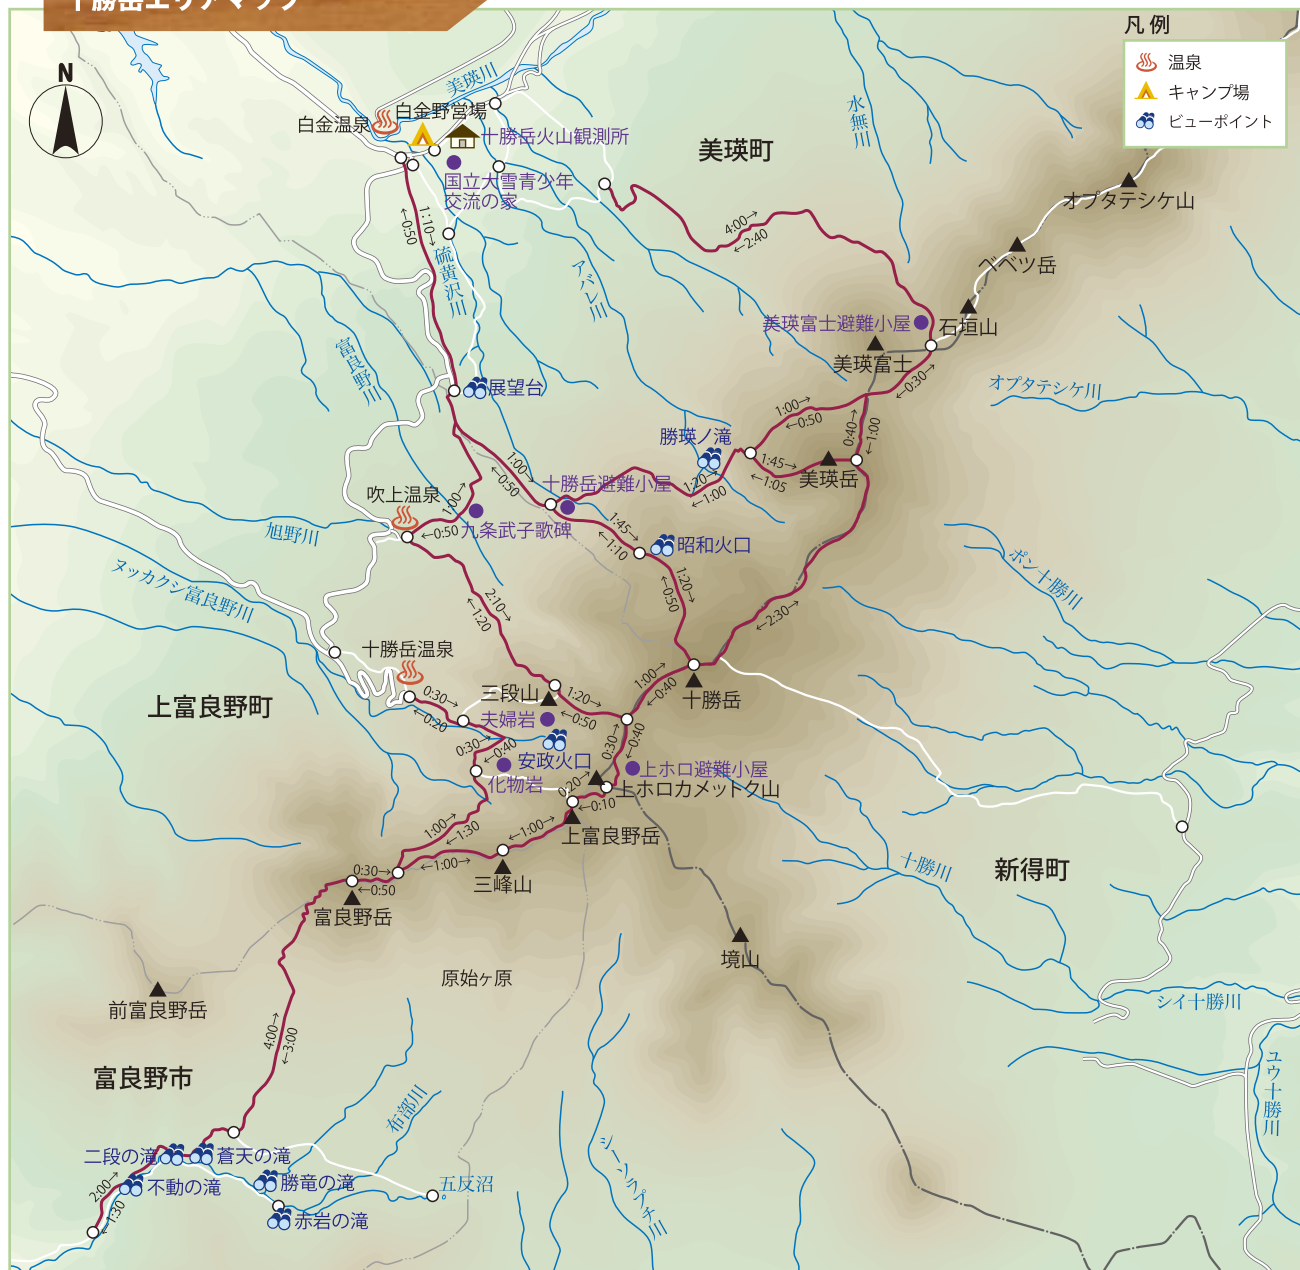 十勝岳エリアマップ
凡例
温泉
キャンプ場
ビューポイント
N
美瑛川
白金温泉
白金野営場
十勝岳火山観測所
国立大雪青少年
交流の家
水無川
美瑛町
オプタテシケ山
ベベツ岳
石垣山
美瑛富士避難小屋
美瑛富士
オプタテシケ川
4:00→
←2:40
1:10→
←0:50
硫黄沢川
アバレ川
富良野川
展望台
勝瑛ノ滝
1:00→
←0:50
←0:30→
0:40→
←1:00
1:45→
←1:05
美瑛岳
1:00→
←0:50
十勝岳避難小屋
1:20→
←1:00
吹上温泉
1:00→
←0:50
九条武子歌碑
旭野川
ヌッカクシ富良野川
1:45→
←1:10
昭和火口
1:20→
←0:50
←2:30→
ポン十勝川
2:10→
←1:20
十勝岳温泉
上富良野町
0:30→
←0:20
三段山
夫婦岩
1:20→
←0:50
1:00→
←0:40
十勝岳
0:30→
←0:40
安政火口
化物岩
0:30→
←0:40
上ホロ避難小屋
上ホロカメットク山
0:20→
←0:10
上富良野岳
1:00→
←1:30
←1:00→
←1:00→
三峰山
0:30→
←0:50
富良野岳
新得町
十勝川
境山
原始ヶ原
前富良野岳
シイ十勝川
ユウ十勝川
富良野市
4:00→
←3:00
布部川
シーソラプチ川
二段の滝
蒼天の滝
不動の滝
勝竜の滝
赤岩の滝
五反沼
2:00→
←1:30